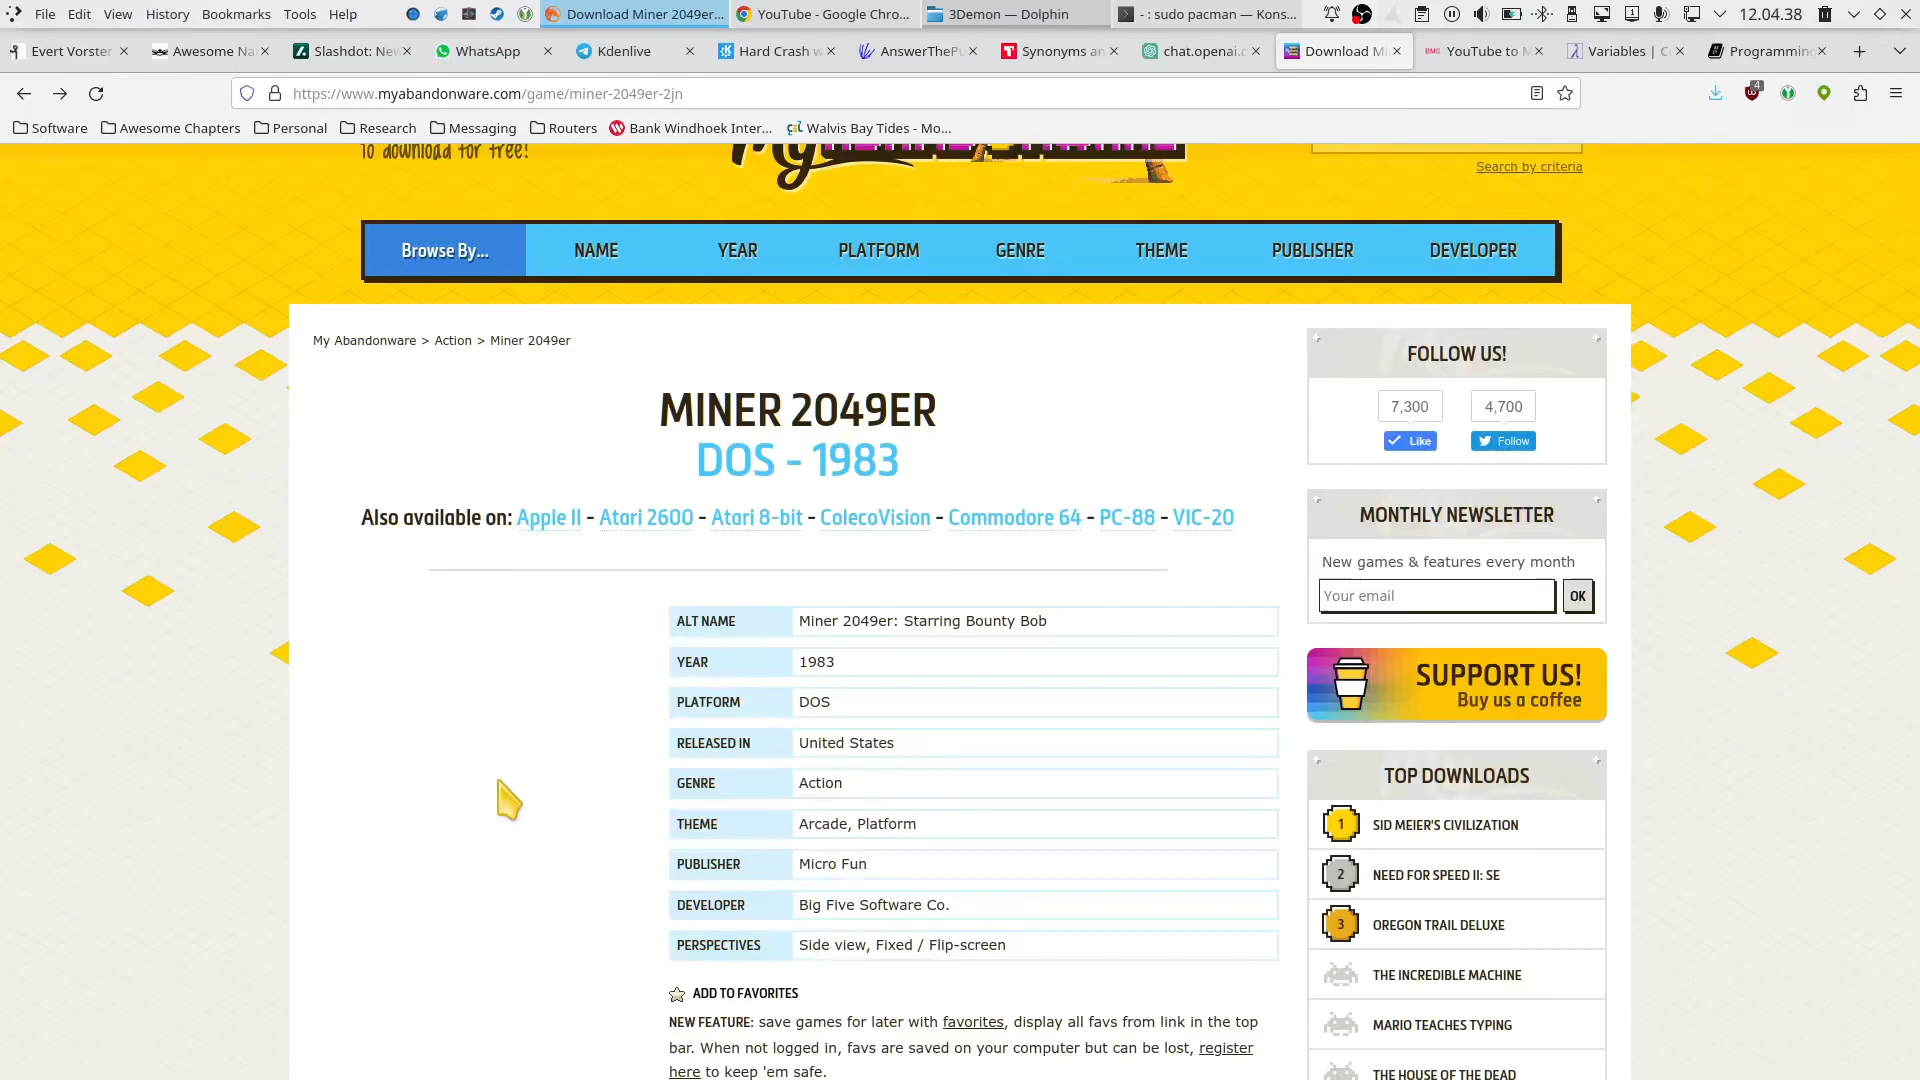 File Edit View History Bookmarks Tools Help
Download Miner 2049er...
YouTube - Google Chro...
3Demon — Dolphin
- : sudo pacman — Kons...
12.04.38
Evert Vorster
Awesome Na
Slashdot: New
WhatsApp
Kdenlive
Hard Crash w
AnswerThePu
Synonyms an
chat.openai.c
Download Mi
YouTube to M
Variables | C
Programming
https://www.myabandonware.com/game/miner-2049er-2jn
4
Software
Awesome Chapters
Personal
Research
Messaging
Routers
Bank Windhoek Inter...
Walvis Bay Tides - Mo...
To download for free!
My
Search by criteria
Browse By...
NAME
YEAR
PLATFORM
GENRE
THEME
PUBLISHER
DEVELOPER
My Abandonware > Action > Miner 2049er
MINER 2049ER
DOS - 1983
Also available on: Apple II - Atari 2600 - Atari 8-bit - ColecoVision - Commodore 64 - PC-88 - VIC-20
ALT NAME Miner 2049er: Starring Bounty Bob
YEAR 1983
PLATFORM DOS
RELEASED IN United States
GENRE Action
THEME Arcade, Platform
PUBLISHER Micro Fun
DEVELOPER Big Five Software Co.
PERSPECTIVES Side view, Fixed / Flip-screen
ADD TO FAVORITES
NEW FEATURE: save games for later with favorites, display all favs from link in the top
bar. When not logged in, favs are saved on your computer but can be lost, register
here to keep 'em safe.
FOLLOW US!
7,300
4,700
Like
Follow
MONTHLY NEWSLETTER
New games & features every month
Your email
OK
SUPPORT US!
Buy us a coffee
TOP DOWNLOADS
1 SID MEIER'S CIVILIZATION
2 NEED FOR SPEED II: SE
3 OREGON TRAIL DELUXE
THE INCREDIBLE MACHINE
MARIO TEACHES TYPING
THE HOUSE OF THE DEAD